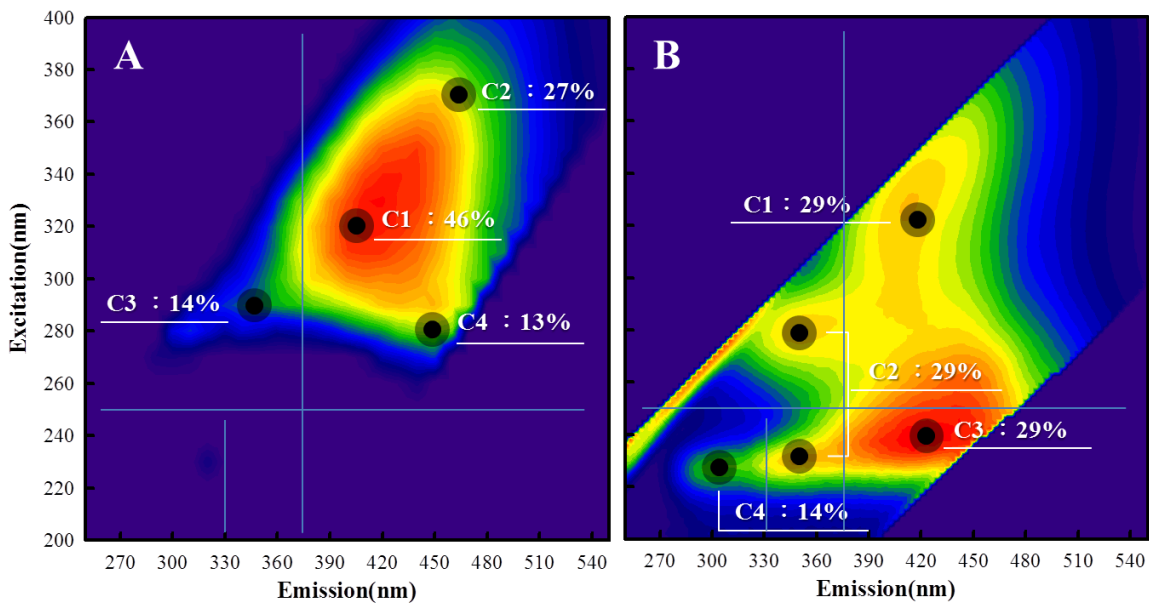 A
C2 : 27%
C1 : 46%
C3 : 14%
C4 : 13%
400
380
360
340
320
300
280
260
240
220
200
Excitation(nm)
270 300 330 360 390 420 450 480 510 540
Emission(nm)
B
C1 : 29%
C2 : 29%
C3 : 29%
C4 : 14%
270 300 330 360 390 420 450 480 510 540
Emission(nm)